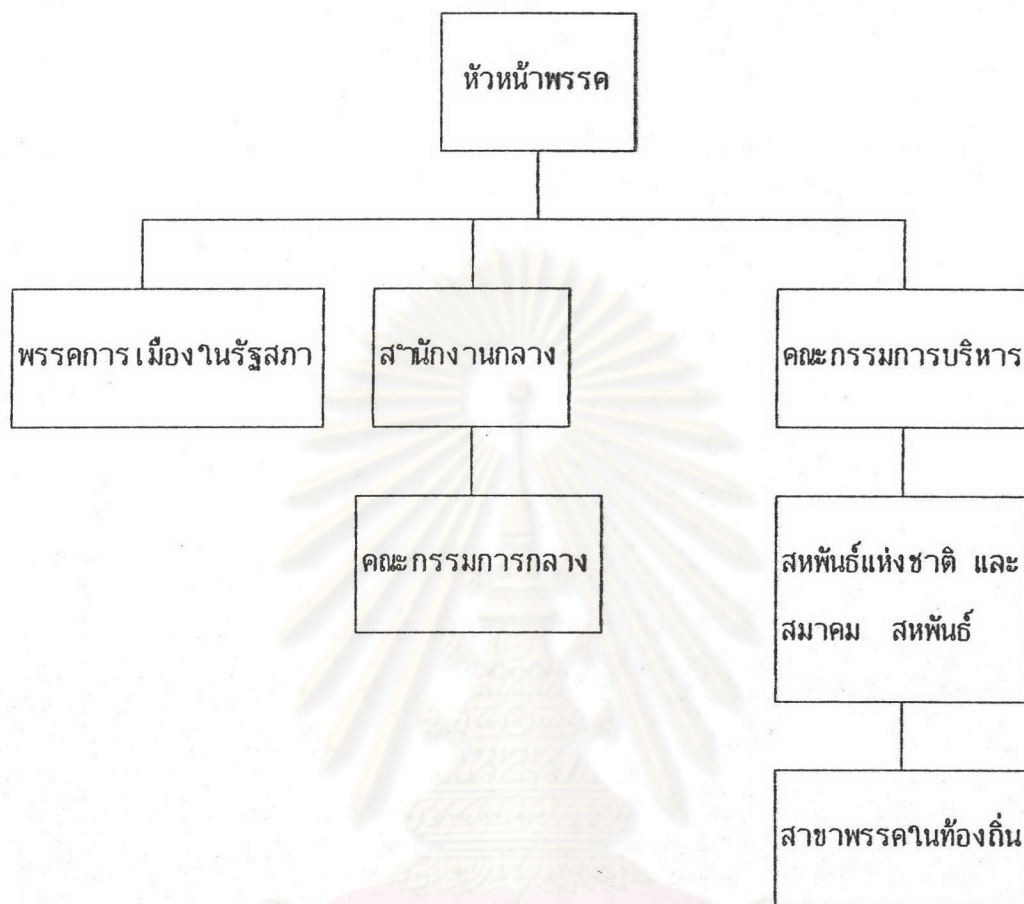 หัวหน้าพรรค
พรรคการเมืองในรัฐสภา
สำนักงานกลาง
คณะกรรมการบริหาร
คณะกรรมการกลาง
สหพันธ์แห่งชาติ และ
สมาคม สหพันธ์
สาขาพรรคในท้องถิ่น